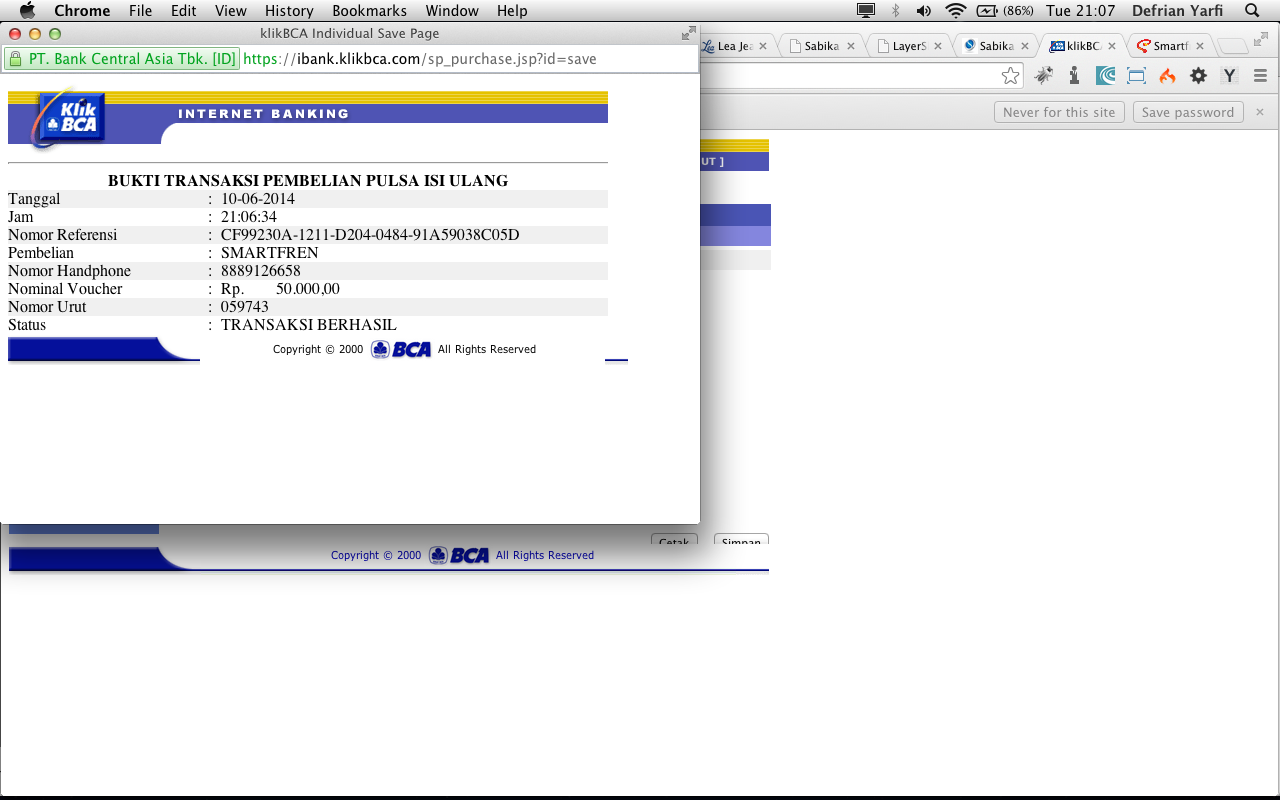 Chrome File Edit View History Bookmarks Window Help (86%) Tue 21:07 Defrian Yarfi
klikBCA Individual Save Page
Lea Jea Sabika LayerS Sabika klikBC Smartf
PT. Bank Central Asia Tbk. [ID] https://ibank.klikbca.com/sp_purchase.jsp?id=save
Never for this site Save password
Klik BCA
INTERNET BANKING
UT ]
BUKTI TRANSAKSI PEMBELIAN PULSA ISI ULANG
Tanggal : 10-06-2014
Jam : 21:06:34
Nomor Referensi : CF99230A-1211-D204-0484-91A59038C05D
Pembelian : SMARTFREN
Nomor Handphone : 8889126658
Nominal Voucher : Rp. 50.000,00
Nomor Urut : 059743
Status : TRANSAKSI BERHASIL
Copyright © 2000 BCA All Rights Reserved
Cetak Simpan
Copyright © 2000 BCA All Rights Reserved